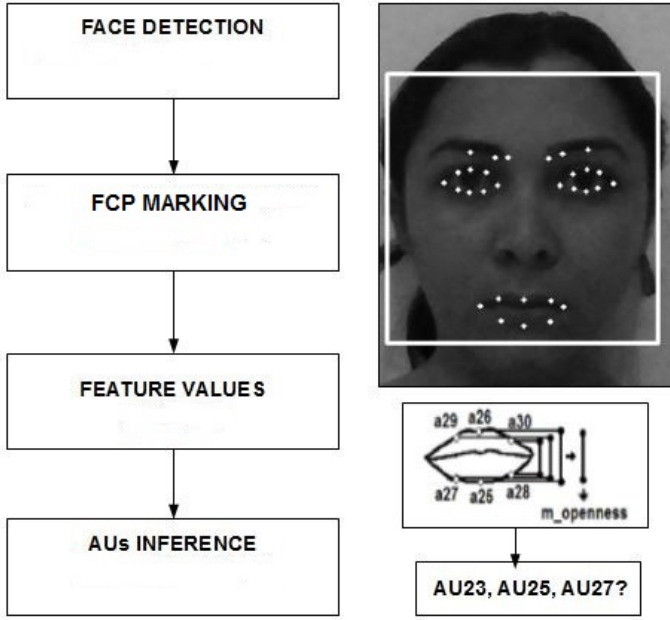 FACE DETECTION
FCP MARKING
FEATURE VALUES
AUs INFERENCE
a29 a26 a30
a27 a25 a28
m_openness
AU23, AU25, AU27?